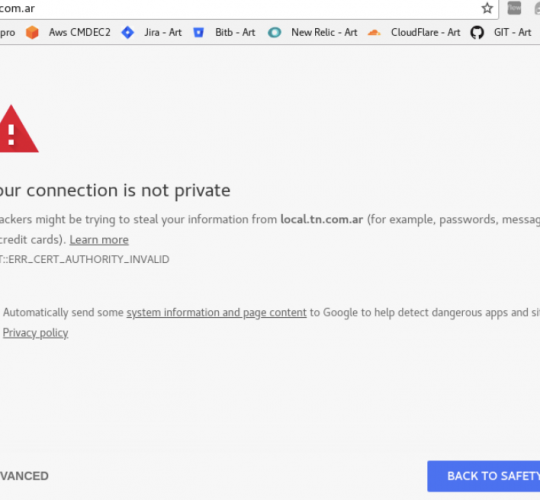 com.ar
pro Aws CMDEC2 Jira - Art Bitb - Art New Relic - Art CloudFlare - Art GIT - Art
our connection is not private
ackers might be trying to steal your information from local.tn.com.ar (for example, passwords, messag
credit cards). Learn more
T::ERR_CERT_AUTHORITY_INVALID
Automatically send some system information and page content to Google to help detect dangerous apps and si
Privacy policy
VANCED BACK TO SAFETY